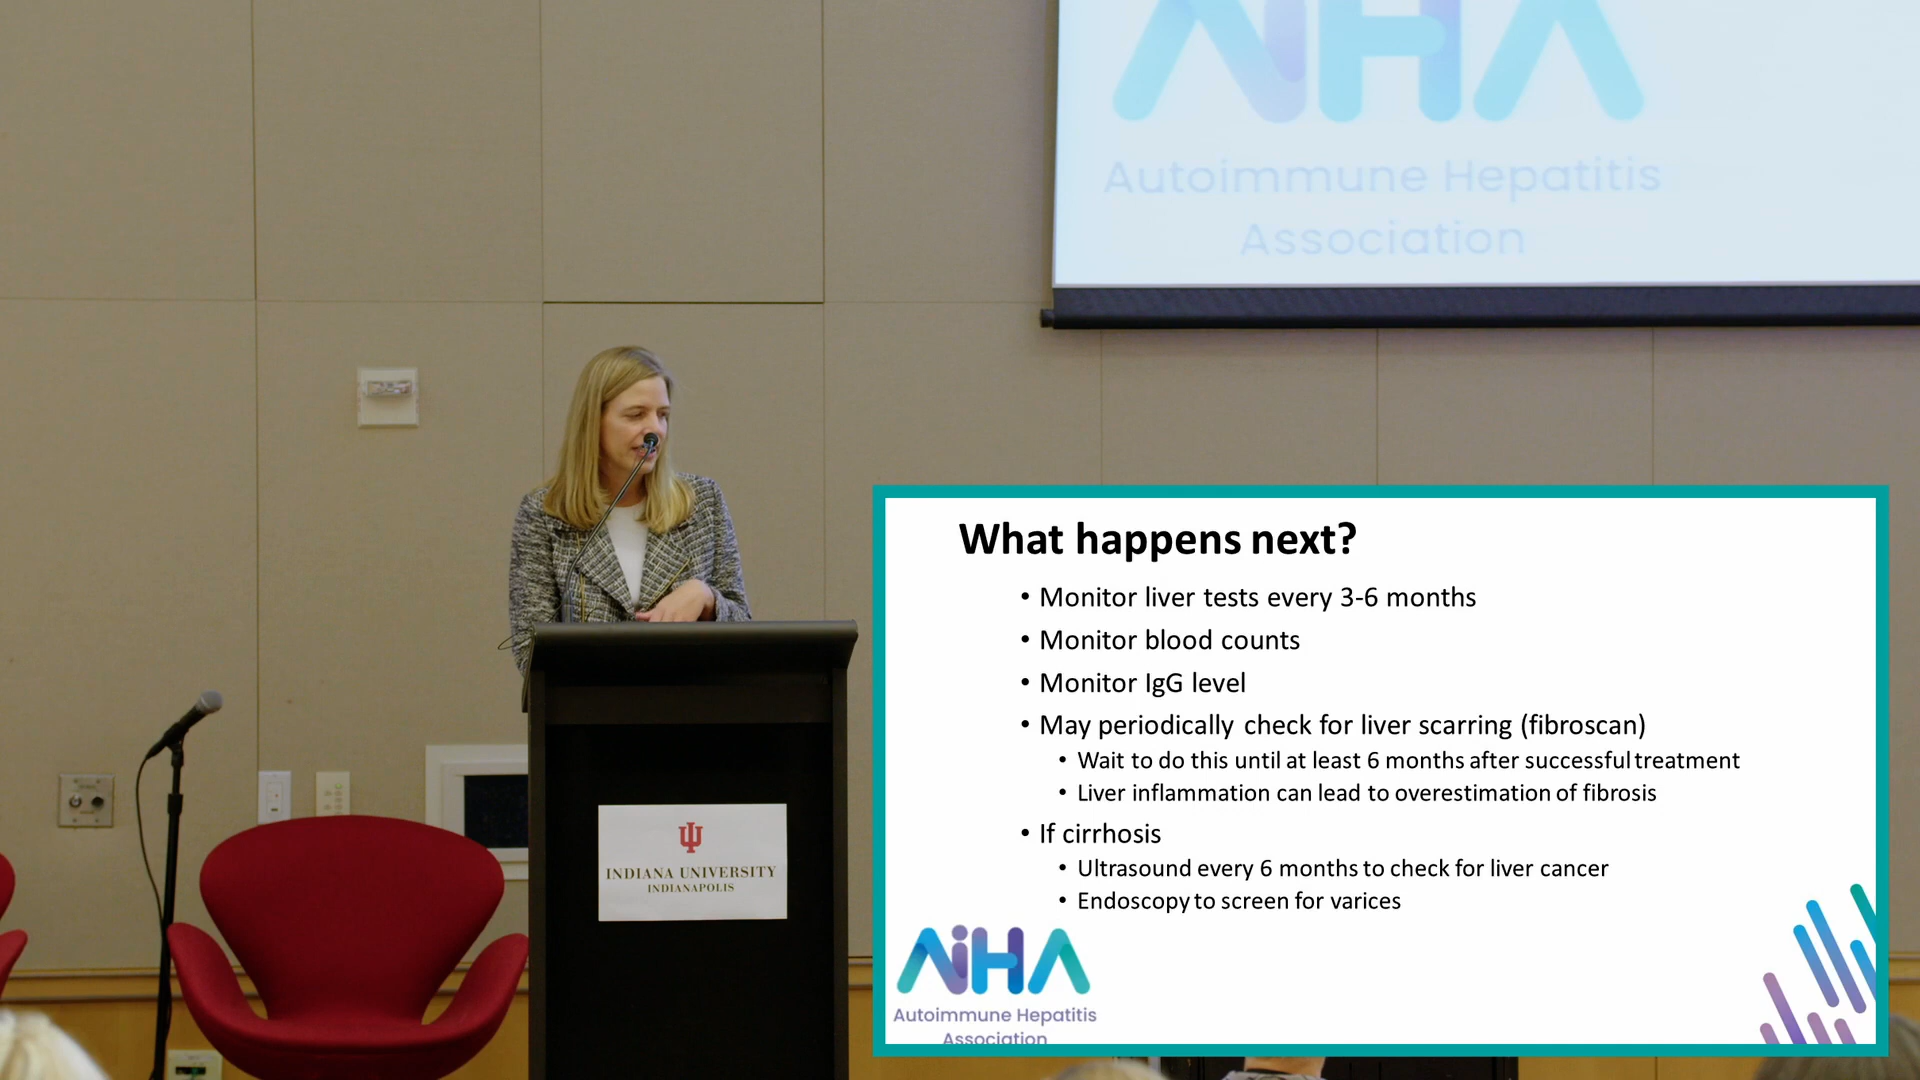 AiHA
Autoimmune Hepatitis
Association
What happens next?
• Monitor liver tests every 3-6 months
• Monitor blood counts
• Monitor IgG level
• May periodically check for liver scarring (fibroscan)
• Wait to do this until at least 6 months after successful treatment
• Liver inflammation can lead to overestimation of fibrosis
• If cirrhosis
• Ultrasound every 6 months to check for liver cancer
• Endoscopy to screen for varices
AiHA
Autoimmune Hepatitis
Association
INDIANA UNIVERSITY
INDIANAPOLIS